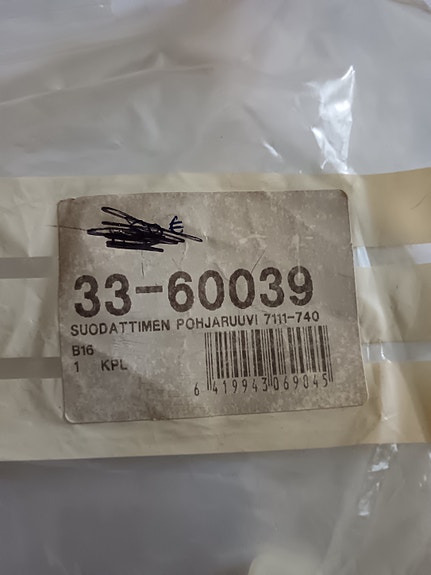 €
33-60039
SUODATTIMEN POHJARUUVI 7111-740
B16
1 KPL
6 419943 069045